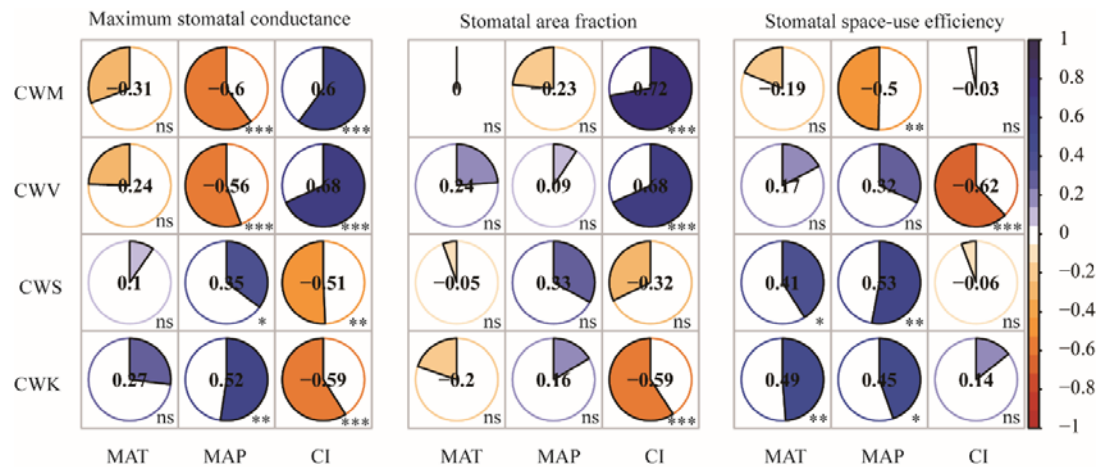 Maximum stomatal conductance Stomatal area fraction Stomatal space-use efficiency
CWM −0.31 ns −0.6 *** 0.6 *** 0 ns −0.23 ns 0.72 *** −0.19 ns −0.5 ** −0.03 ns
CWV −0.24 ns −0.56 *** 0.68 *** 0.24 ns 0.09 ns 0.68 *** 0.17 ns 0.32 ns −0.62 ***
CWS 0.1 ns 0.35 * −0.51 ** −0.05 ns 0.33 ns −0.32 ns 0.41 * 0.53 ** −0.06 ns
CWK 0.27 ns 0.52 ** −0.59 *** −0.2 ns 0.16 ns −0.59 *** 0.49 ** 0.45 * 0.14 ns
MAT MAP CI MAT MAP CI MAT MAP CI
1
0.8
0.6
0.4
0.2
0
−0.2
−0.4
−0.6
−0.8
−1